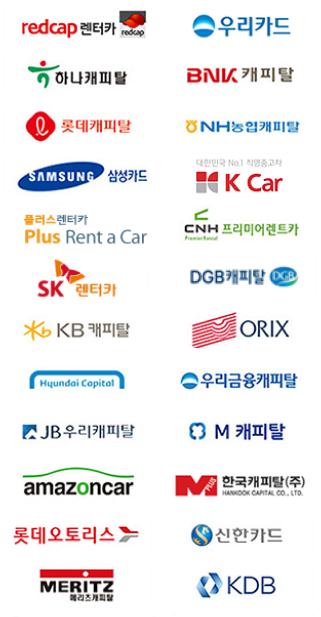 redcap 렌터카 redcap
우리카드
하나캐피탈
BNK 캐피탈
롯데캐피탈
NH농협캐피탈
SAMSUNG 삼성카드
대한민국 No.1 직영중고차
K Car
플러스렌터카
Plus Rent a Car
CNH 프리미어렌트카
Premier Rental
SK 렌터카
DGB캐피탈 DGB
KB 캐피탈
ORIX
Hyundai Capital
우리금융캐피탈
JB우리캐피탈
M 캐피탈
amazoncar
M PLUS 한국캐피탈(주)
HANKOOK CAPITAL CO., LTD.
롯데오토리스
신한카드
MERITZ
메리츠캐피탈
KDB